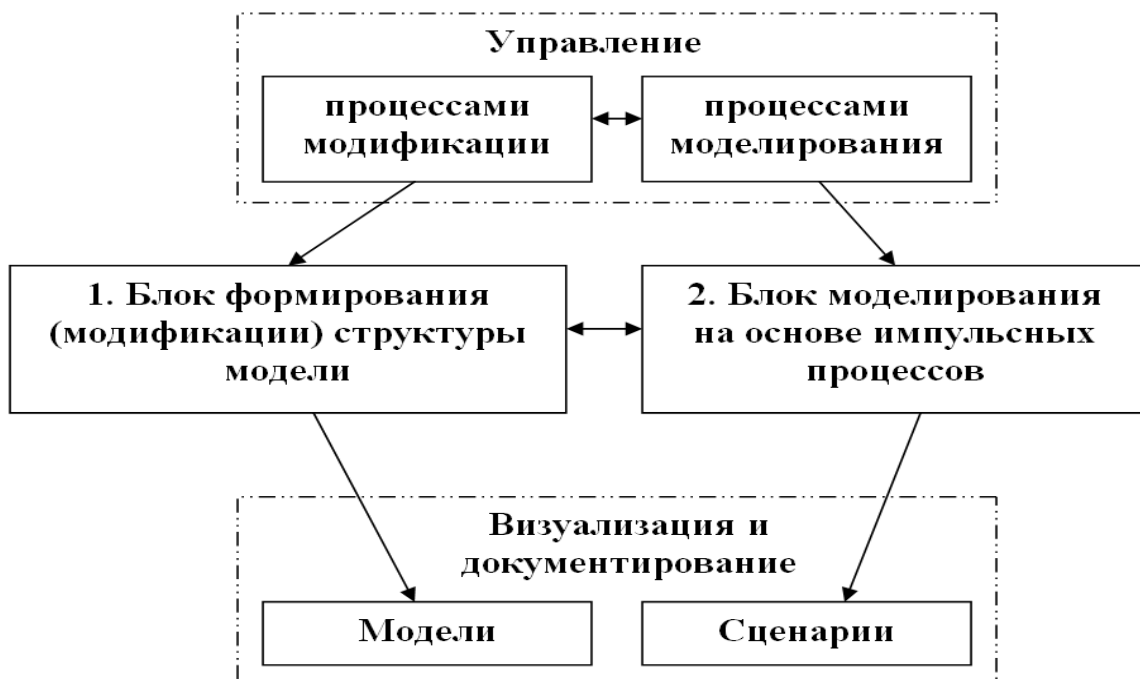 Управление
процессами
модификации
процессами
моделирования
1. Блок формирования
(модификации) структуры
модели
2. Блок моделирования
на основе импульсных
процессов
Визуализация и
документирование
Модели
Сценарии